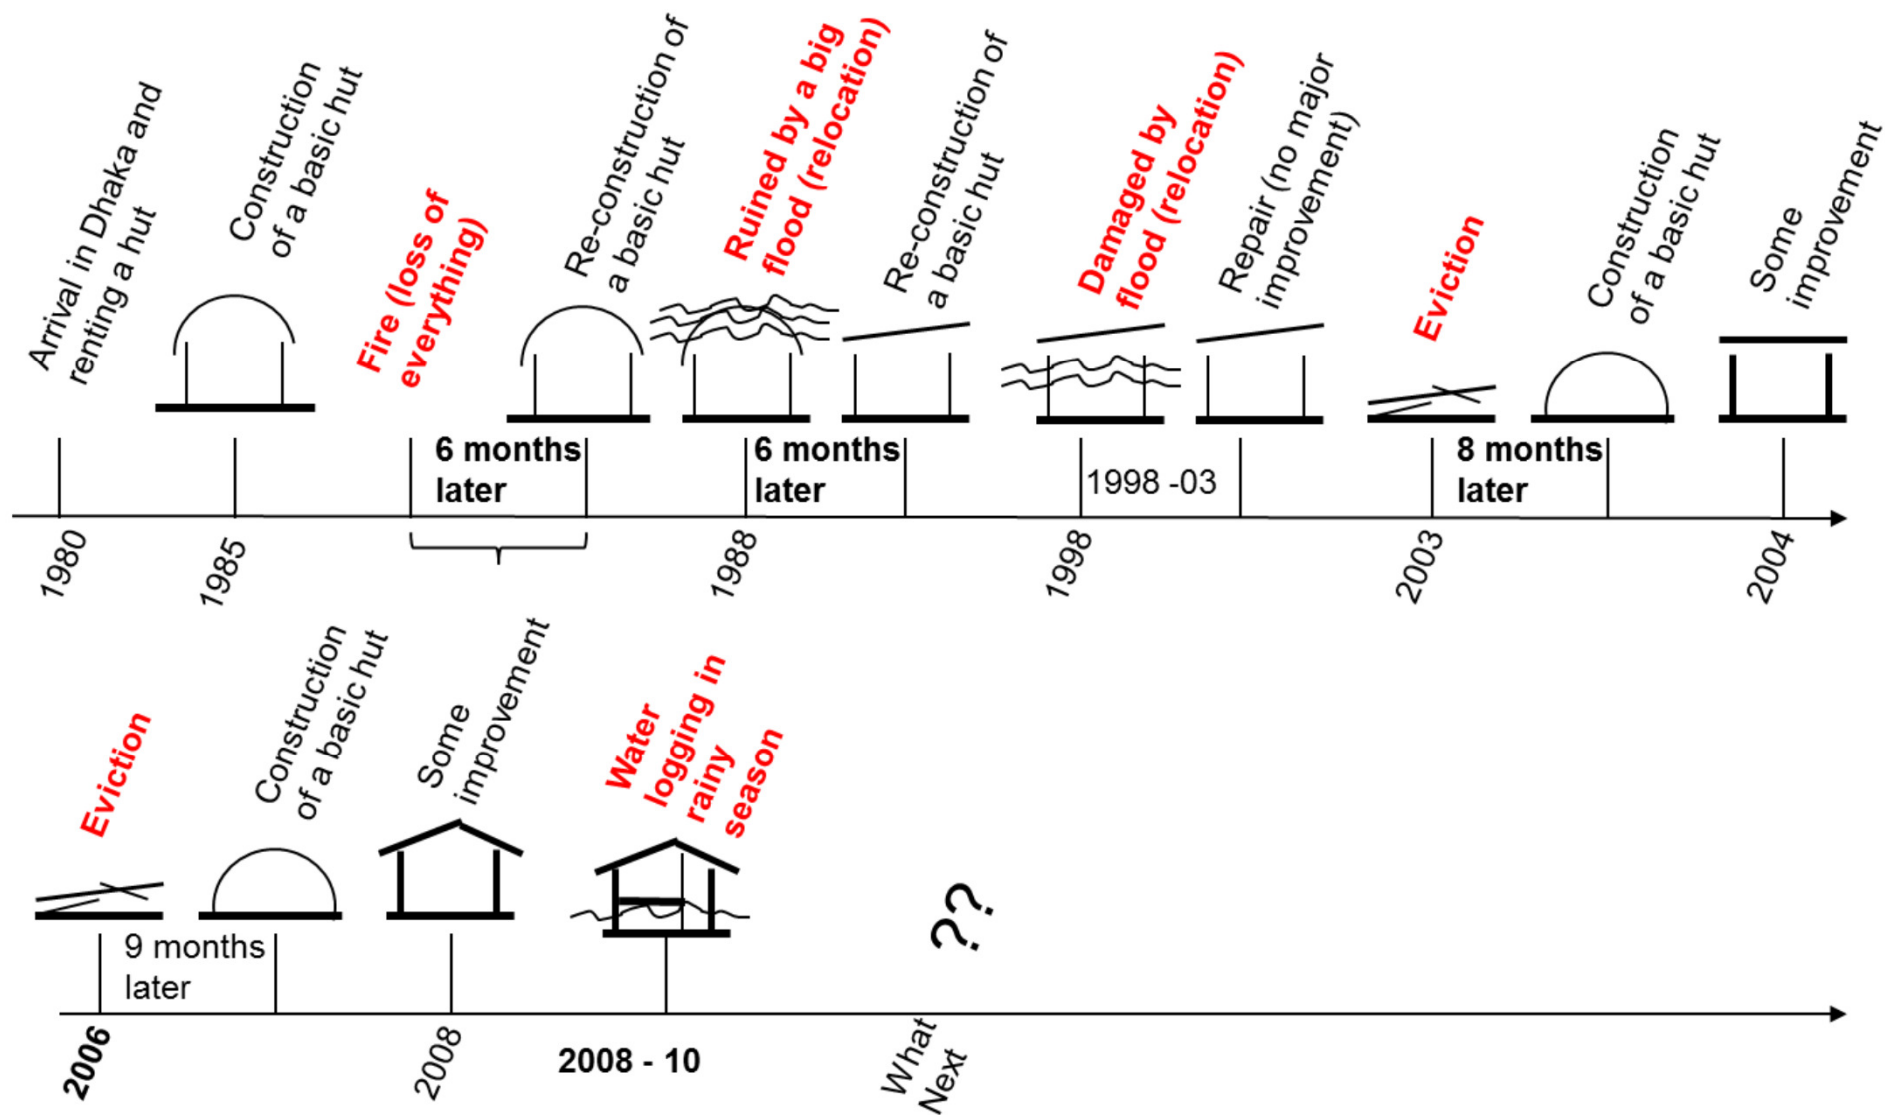 Arrival in Dhaka and
renting a hut
Construction
of a basic hut
Fire (loss of
everything)
Re-construction of
a basic hut
Ruined by a big
flood (relocation)
Re-construction of
a basic hut
Damaged by
flood (relocation)
Repair (no major
improvement)
Eviction
Construction
of a basic hut
Some
improvement
6 months
later
6 months
later
1998 -03
8 months
later
1980
1985
1988
1998
2003
2004
Eviction
Construction
of a basic hut
Some
improvement
Water
logging in
rainy
season
??
9 months
later
2006
2008
2008 - 10
What
Next